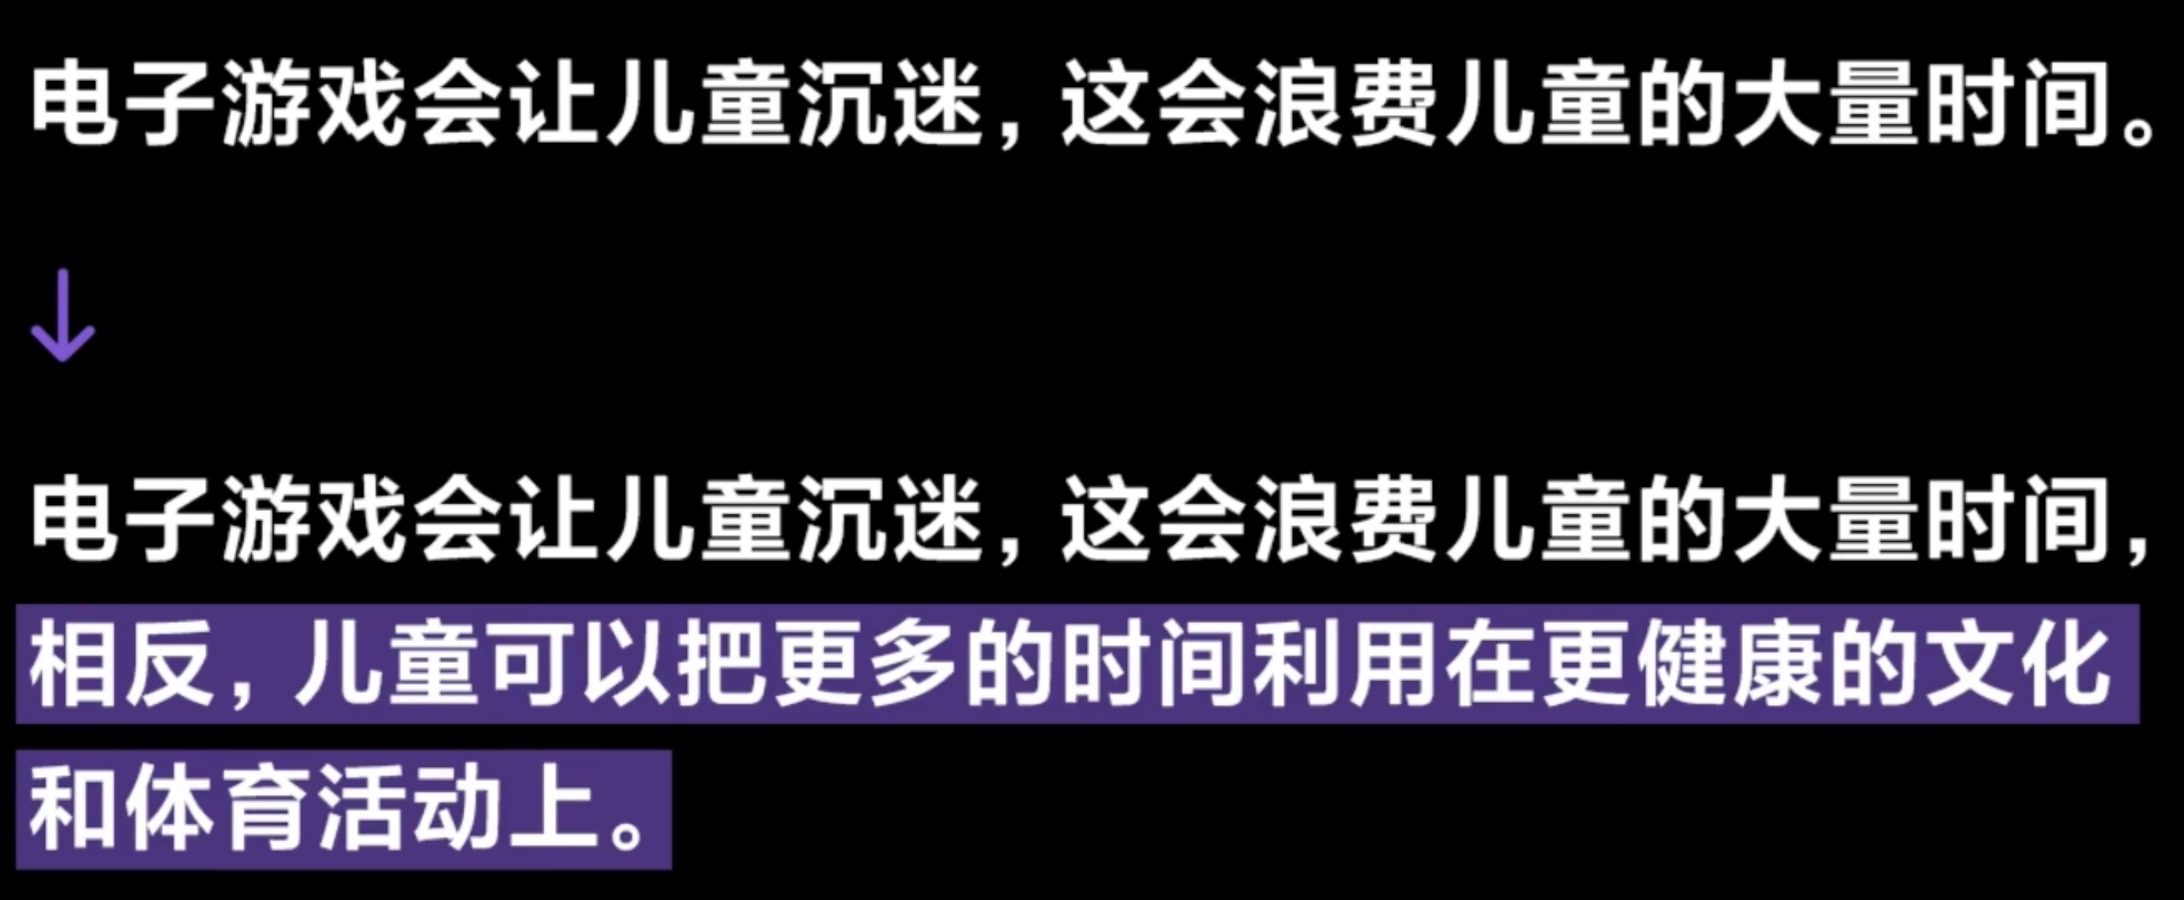 电子游戏会让儿童沉迷，这会浪费儿童的大量时间。
电子游戏会让儿童沉迷，这会浪费儿童的大量时间，
相反，儿童可以把更多的时间利用在更健康的文化
和体育活动上。